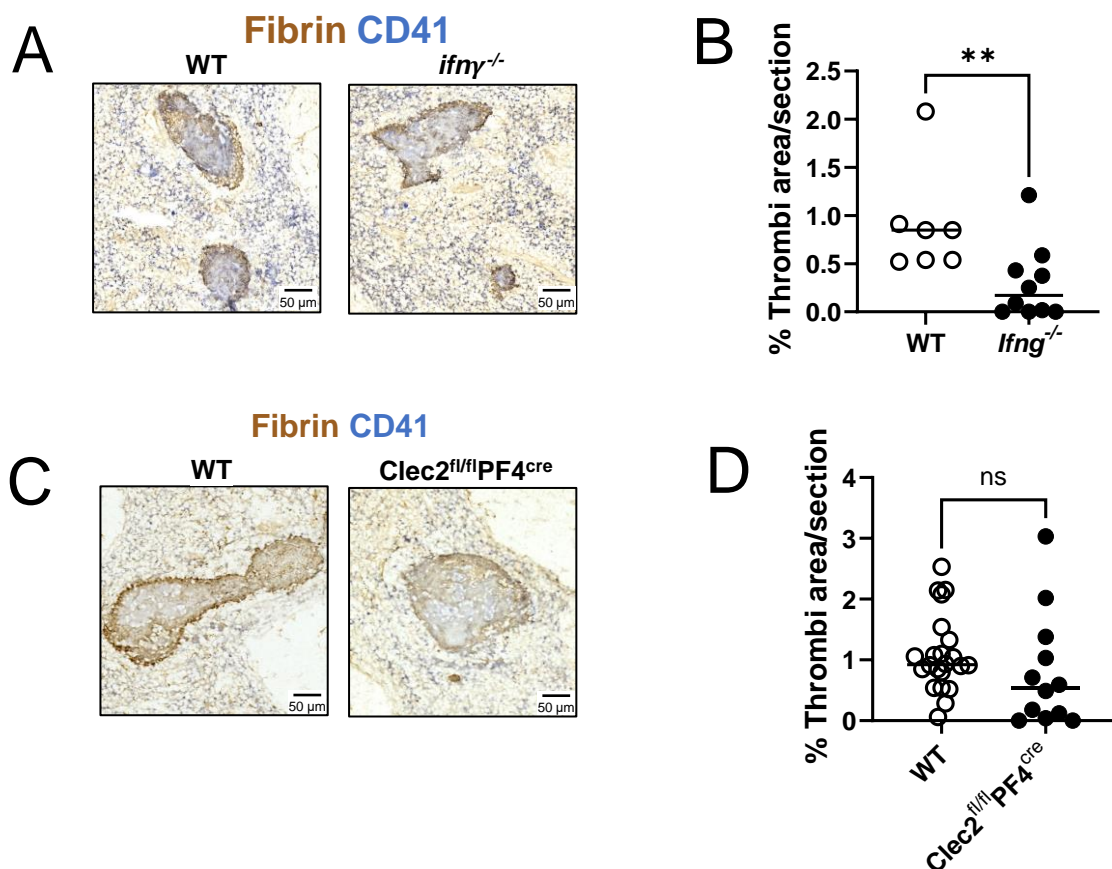 A
Fibrin CD41
WT
ifnγ-/-
50 µm
50 µm
B
**
% Thrombi area/section
2.5
2.0
1.5
1.0
0.5
0.0
WT
Ifng-/-
C
Fibrin CD41
WT
Clec2fl/flPF4cre
50 µm
50 µm
D
ns
% Thrombi area/section
4
3
2
1
0
WT
Clec2fl/flPF4cre